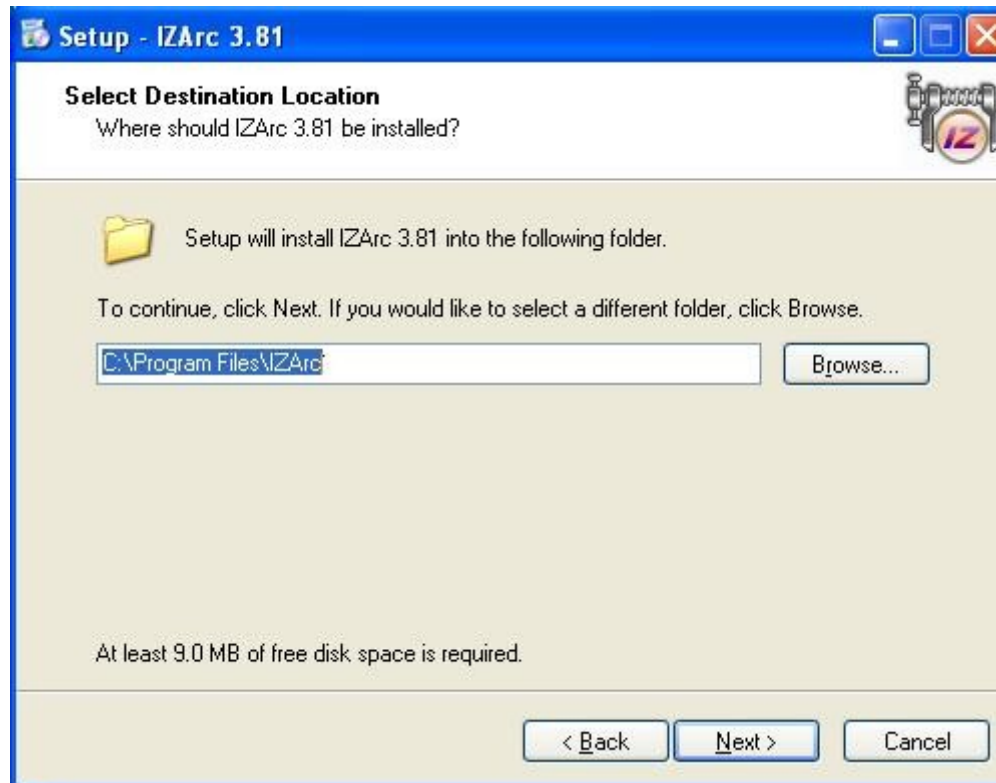 Setup - IZArc 3.81
Select Destination Location
Where should IZArc 3.81 be installed?
IZ
Setup will install IZArc 3.81 into the following folder.
To continue, click Next. If you would like to select a different folder, click Browse.
C:\Program Files\IZArc
Browse...
At least 9.0 MB of free disk space is required.
< Back
Next >
Cancel